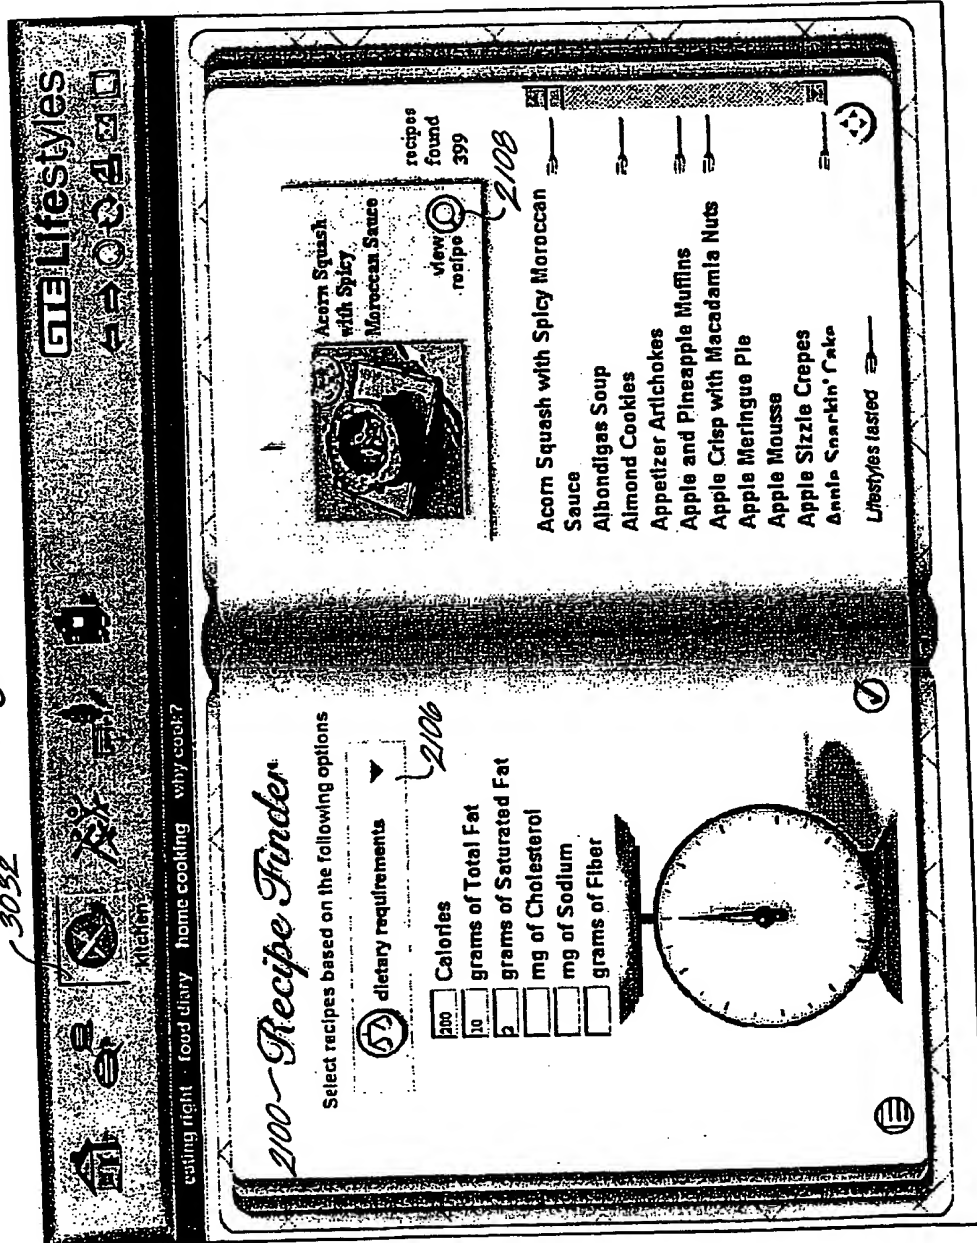 3032
GTE Lifestyles
kitchen
eating right food diary home cooking why cook?
2100 Recipe Finder
Select recipes based on the following options
dietary requirements
2106
200 Calories
10 grams of Total Fat
2 grams of Saturated Fat
mg of Cholesterol
mg of Sodium
grams of Fiber
Acorn Squash
with Spicy
Moroccan Sauce
view
recipe
2108
recipes
found
399
Acorn Squash with Spicy Moroccan
Sauce
Albondigas Soup
Almond Cookies
Appetizer Artichokes
Apple and Pineapple Muffins
Apple Crisp with Macadamia Nuts
Apple Meringue Pie
Apple Mousse
Apple Sizzle Crepes
Apple Snackin' Cake
Lifestyles tasted